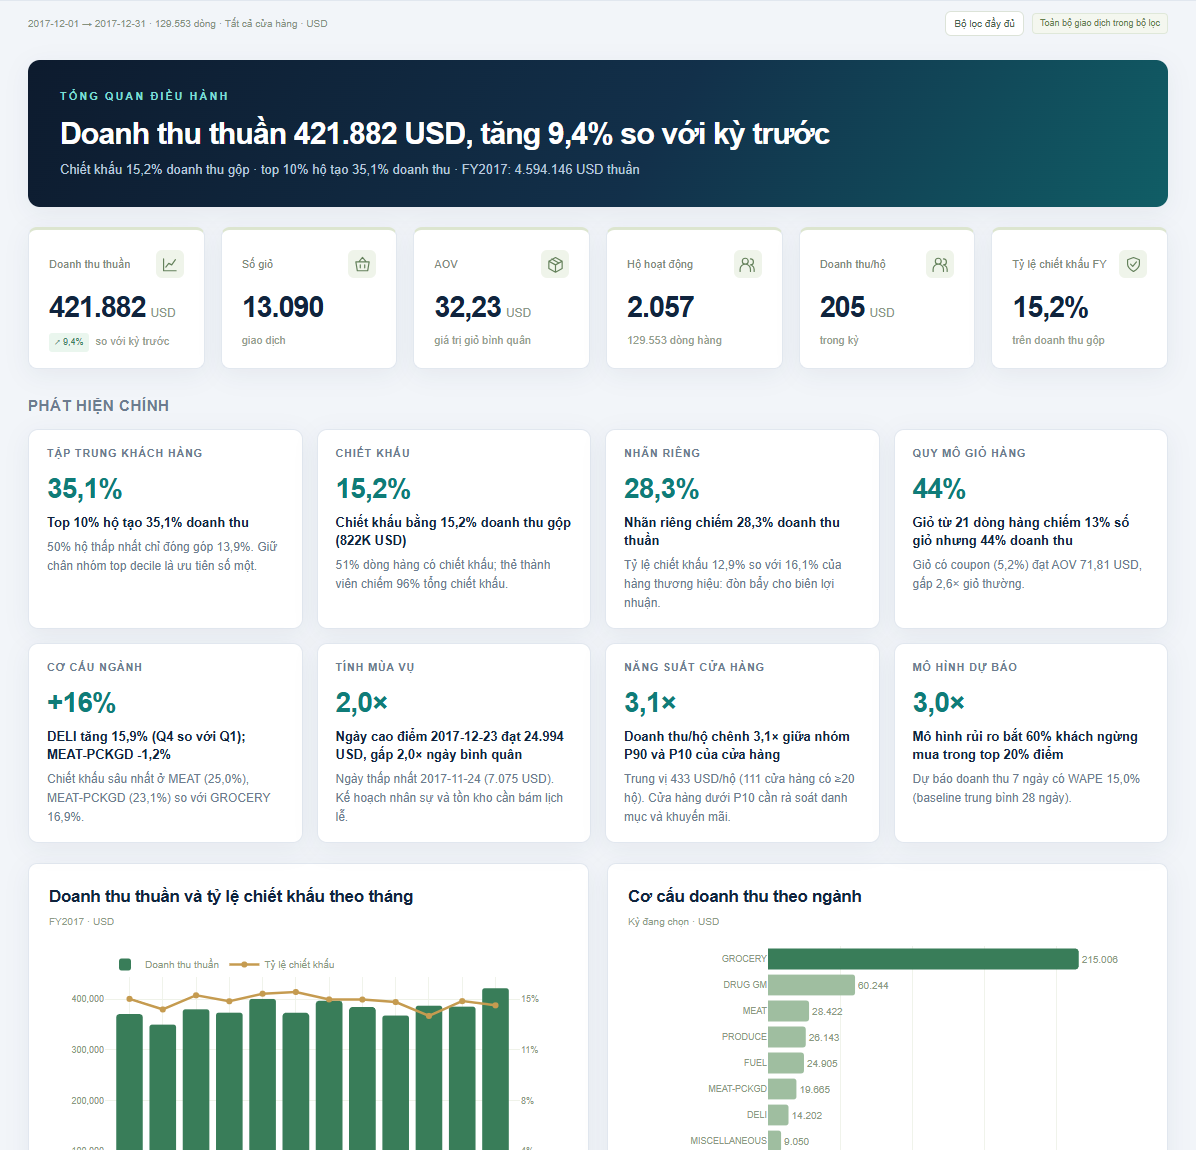 2017-12-01 → 2017-12-31 · 129.553 dòng · Tất cả cửa hàng · USD
Bộ lọc đầy đủ
Toàn bộ giao dịch trong bộ lọc
TỔNG QUAN ĐIỀU HÀNH
Doanh thu thuần 421.882 USD, tăng 9,4% so với kỳ trước
Chiết khấu 15,2% doanh thu gộp · top 10% hộ tạo 35,1% doanh thu · FY2017: 4.594.146 USD thuần
Doanh thu thuần
421.882 USD
↗ 9,4% so với kỳ trước
Số giỏ
13.090
giao dịch
AOV
32,23 USD
giá trị giỏ bình quân
Hộ hoạt động
2.057
129.553 dòng hàng
Doanh thu/hộ
205 USD
trong kỳ
Tỷ lệ chiết khấu FY
15,2%
trên doanh thu gộp
PHÁT HIỆN CHÍNH
TẬP TRUNG KHÁCH HÀNG
35,1%
Top 10% hộ tạo 35,1% doanh thu
50% hộ thấp nhất chỉ đóng góp 13,9%. Giữ
chân nhóm top decile là ưu tiên số một.
CHIẾT KHẤU
15,2%
Chiết khấu bằng 15,2% doanh thu gộp
(822K USD)
51% dòng hàng có chiết khấu; thẻ thành
viên chiếm 96% tổng chiết khấu.
NHÃN RIÊNG
28,3%
Nhãn riêng chiếm 28,3% doanh thu
thuần
Tỷ lệ chiết khấu 12,9% so với 16,1% của
hàng thương hiệu: đòn bẩy cho biên lợi
nhuận.
QUY MÔ GIỎ HÀNG
44%
Giỏ từ 21 dòng hàng chiếm 13% số
giỏ nhưng 44% doanh thu
Giỏ có coupon (5,2%) đạt AOV 71,81 USD,
gấp 2,6× giỏ thường.
CƠ CẤU NGÀNH
+16%
DELI tăng 15,9% (Q4 so với Q1);
MEAT-PCKGD -1,2%
Chiết khấu sâu nhất ở MEAT (25,0%),
MEAT-PCKGD (23,1%) so với GROCERY
16,9%.
TÍNH MÙA VỤ
2,0×
Ngày cao điểm 2017-12-23 đạt 24.994
USD, gấp 2,0× ngày bình quân
Ngày thấp nhất 2017-11-24 (7.075 USD).
Kế hoạch nhân sự và tồn kho cần bám lịch
lễ.
NĂNG SUẤT CỬA HÀNG
3,1×
Doanh thu/hộ chênh 3,1× giữa nhóm
P90 và P10 của cửa hàng
Trung vị 433 USD/hộ (111 cửa hàng có ≥20
hộ). Cửa hàng dưới P10 cần rà soát danh
mục và khuyến mãi.
MÔ HÌNH DỰ BÁO
3,0×
Mô hình rủi ro bắt 60% khách ngừng
mua trong top 20% điểm
Dự báo doanh thu 7 ngày có WAPE 15,0%
(baseline trung bình 28 ngày).
Doanh thu thuần và tỷ lệ chiết khấu theo tháng
FY2017 · USD
Doanh thu thuần
Tỷ lệ chiết khấu
400,000
300,000
200,000
100,000
15%
11%
8%
4%
Cơ cấu doanh thu theo ngành
Kỳ đang chọn · USD
GROCERY 215.006
DRUG GM 60.244
MEAT 28.422
PRODUCE 26.143
FUEL 24.905
MEAT-PCKGD 19.665
DELI 14.202
MISCELLANEOUS 9.050